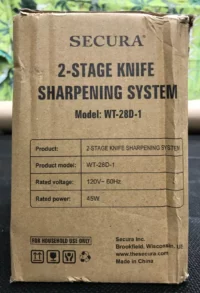 SECURA®
2-STAGE KNIFE
SHARPENING SYSTEM
Model: WT-28D-1
Product: 2-STAGE KNIFE SHARPENING SYSTEM
Product model: WT-28D-1
Rated voltage: 120V~ 60Hz
Rated power: 45W
FOR HOUSEHOLD USE ONLY
Secura Inc.
Brookfield, Wisconsin, US
www.thesecura.com
Made in China